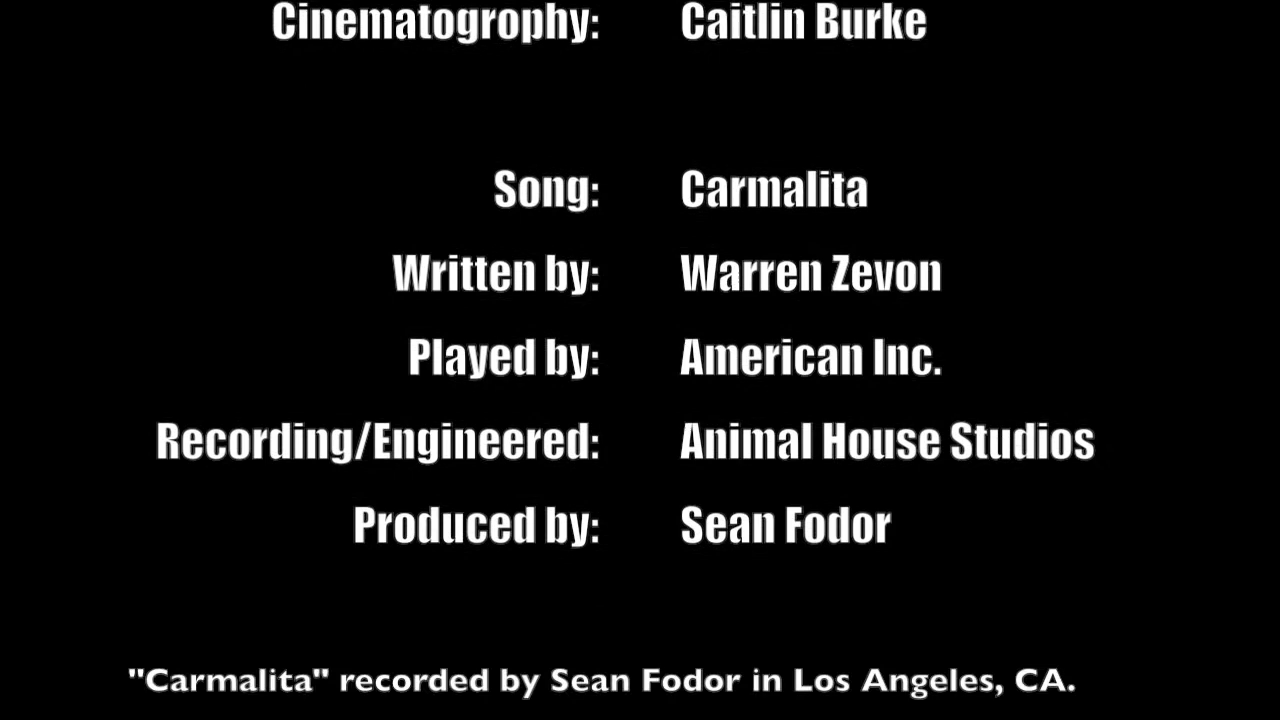 Cinematogrophy: Caitlin Burke
Song: Carmalita
Written by: Warren Zevon
Played by: American Inc.
Recording/Engineered: Animal House Studios
Produced by: Sean Fodor
"Carmalita" recorded by Sean Fodor in Los Angeles, CA.